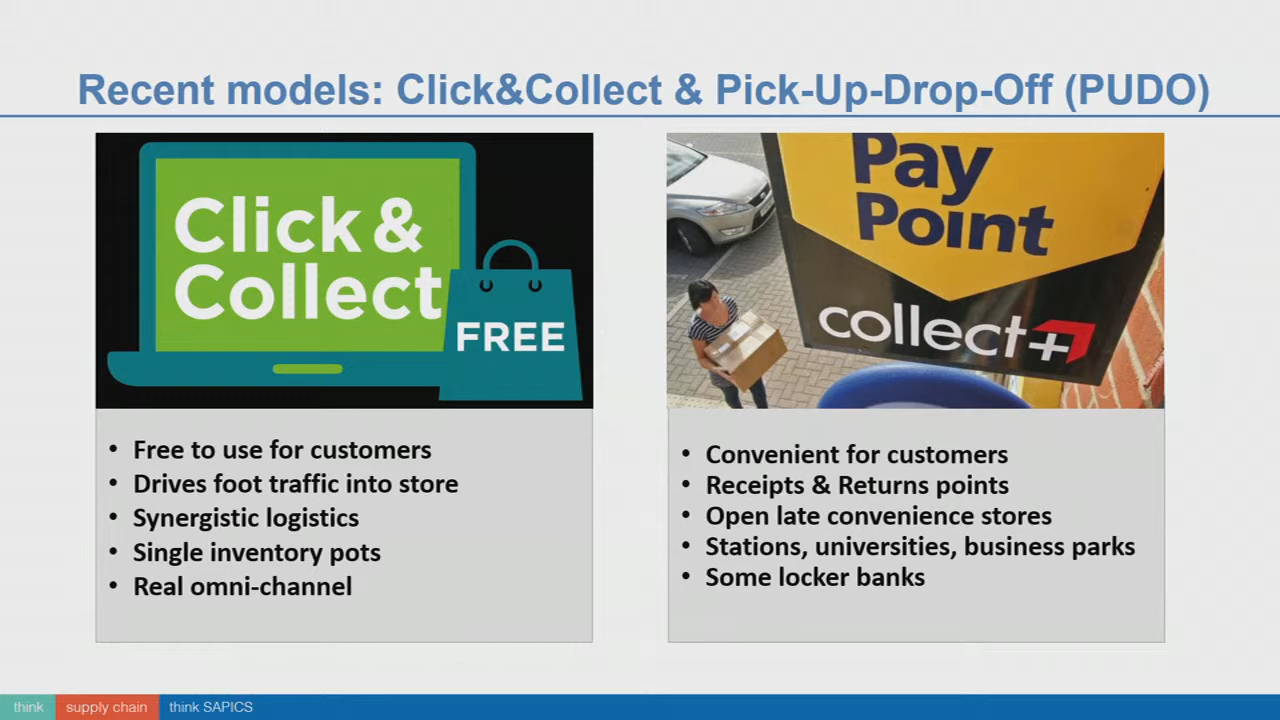 Recent models: Click&Collect & Pick-Up-Drop-Off (PUDO)
Click &
Collect
FREE
• Free to use for customers
• Drives foot traffic into store
• Synergistic logistics
• Single inventory pots
• Real omni-channel
Pay
Point
collect+
• Convenient for customers
• Receipts & Returns points
• Open late convenience stores
• Stations, universities, business parks
• Some locker banks
think supply chain think SAPICS